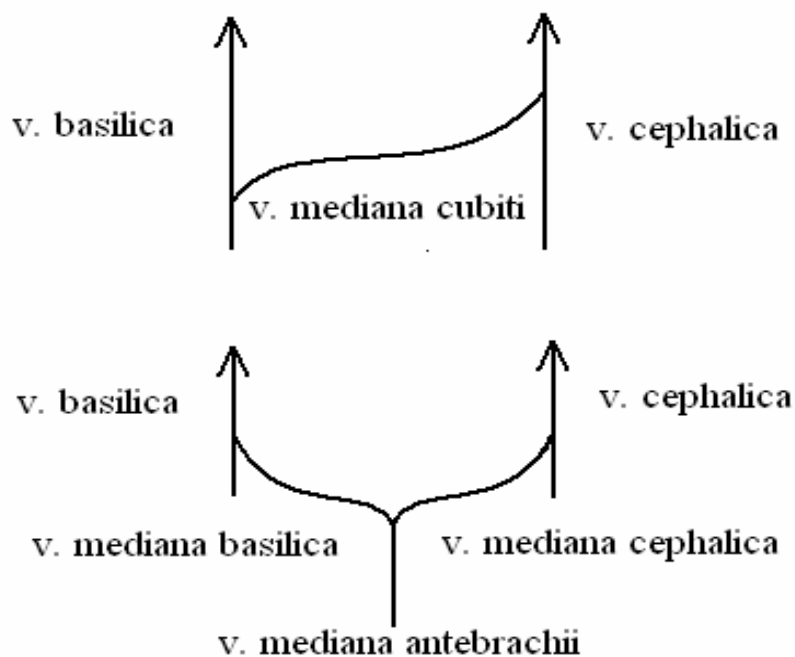 v. basilica
v. cephalica
v. mediana cubiti
v. basilica
v. cephalica
v. mediana basilica
v. mediana cephalica
v. mediana antebrachii